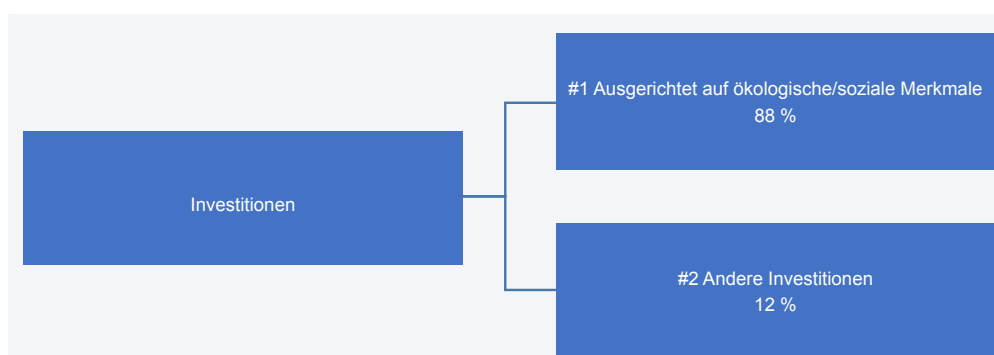 Investitionen
#1 Ausgerichtet auf ökologische/soziale Merkmale
88 %
#2 Andere Investitionen
12 %